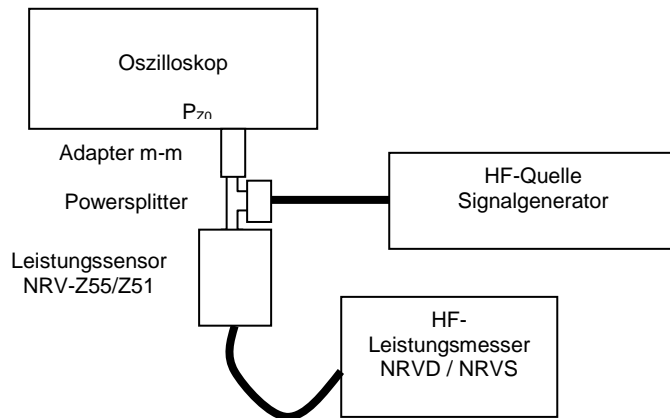 Oszilloskop
PZ0
Adapter m-m
Powersplitter
HF-Quelle
Signalgenerator
Leistungssensor
NRV-Z55/Z51
HF-
Leistungsmesser
NRVD / NRVS